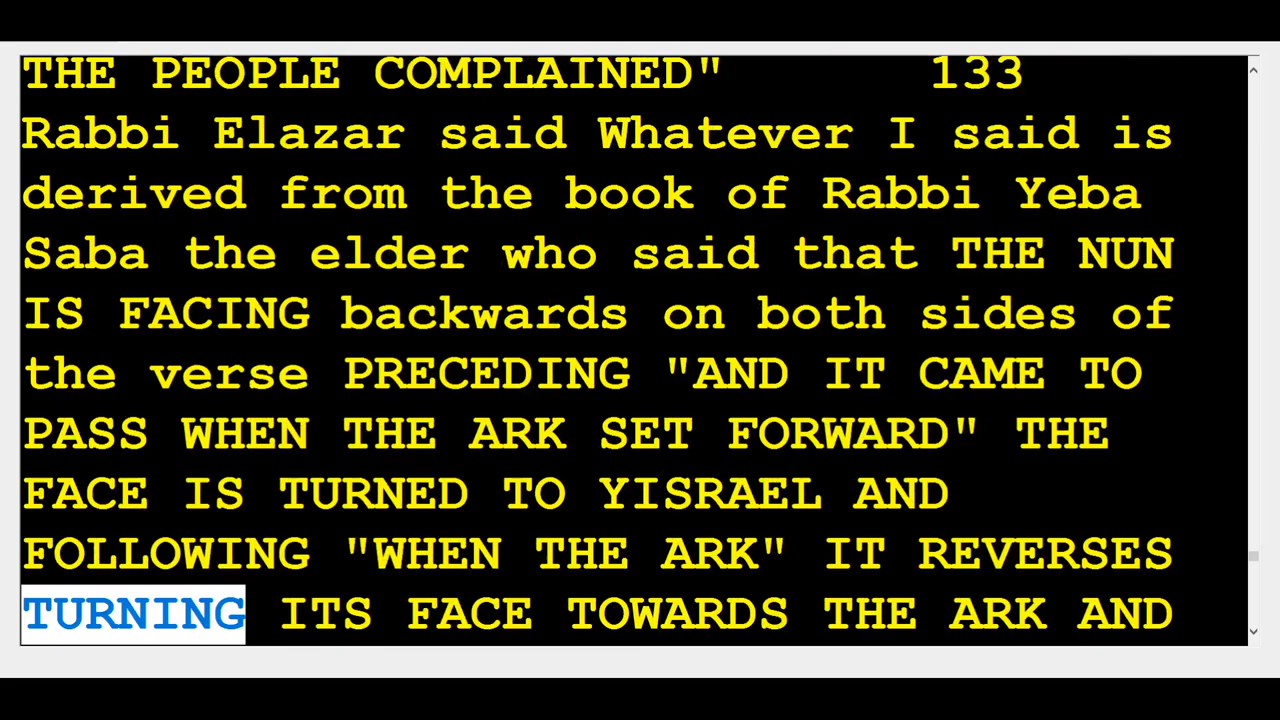 THE PEOPLE COMPLAINED" 133
Rabbi Elazar said Whatever I said is
derived from the book of Rabbi Yeba
Saba the elder who said that THE NUN
IS FACING backwards on both sides of
the verse PRECEDING "AND IT CAME TO
PASS WHEN THE ARK SET FORWARD" THE
FACE IS TURNED TO YISRAEL AND
FOLLOWING "WHEN THE ARK" IT REVERSES
TURNING ITS FACE TOWARDS THE ARK AND